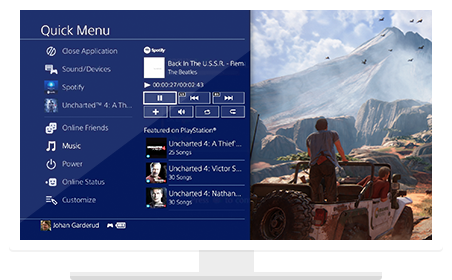 Quick Menu
Close Application
Sound/Devices
Spotify
Uncharted™ 4: A Th...
Online Friends
Music
Power
Online Status
Customize
Johan Garderud
Spotify
Back In The U.S.S.R. - Rem...
The Beatles
00:00:27/00:02:43
Featured on PlayStation®
Uncharted 4: A Thief'...
25 Songs
Uncharted 4: Victor S...
30 Songs
Uncharted 4: Nathan...
30 Songs